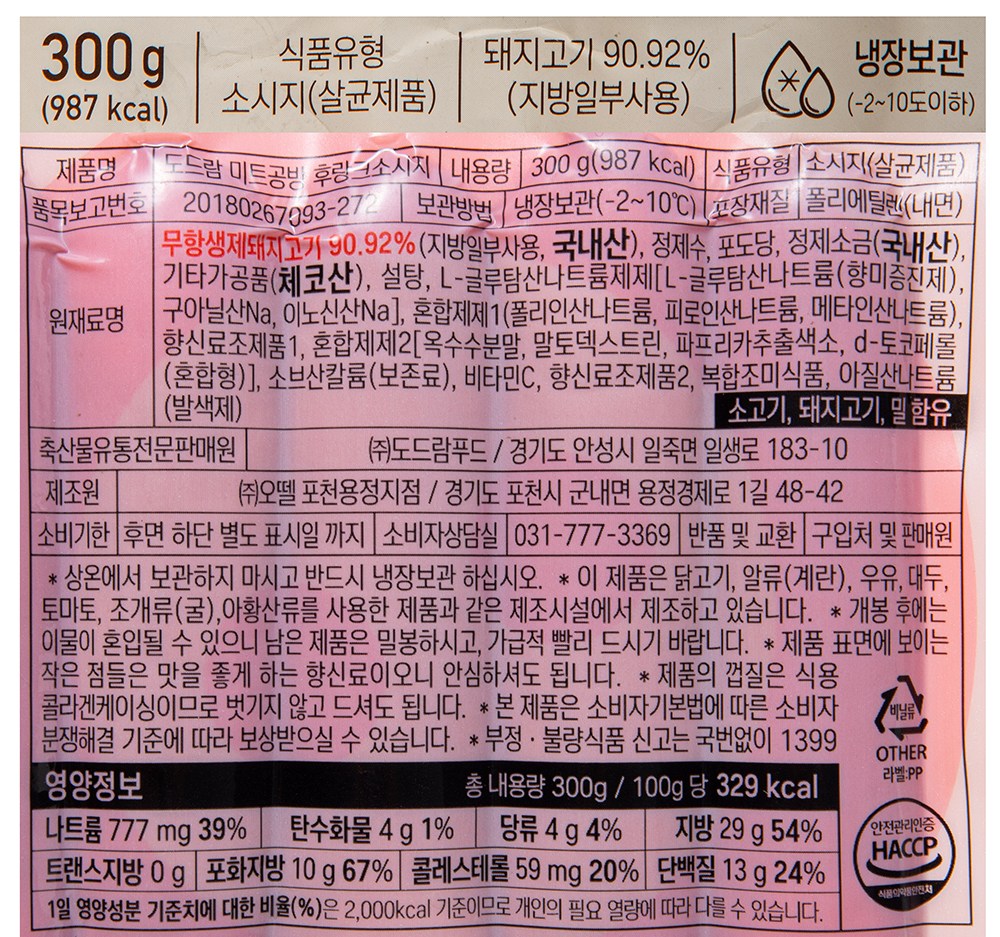 300g
(987 kcal)
식품유형
소시지(살균제품)
돼지고기 90.92%
(지방일부사용)
냉장보관
(-2~10도이하)
제품명 도드람 미트공방 후랑크소시지 내용량 300 g(987 kcal) 식품유형 소시지(살균제품)
품목보고번호 20180267093-272 보관방법 냉장보관(-2~10℃) 포장재질 폴리에틸렌(내면)
원재료명
무항생제돼지고기 90.92%(지방일부사용, 국내산), 정제수, 포도당, 정제소금(국내산),
기타가공품(체코산), 설탕, L-글루탐산나트륨제제[L-글루탐산나트륨(향미증진제),
구아닐산Na, 이노신산Na], 혼합제제1(폴리인산나트륨, 피로인산나트륨, 메타인산나트륨),
향신료조제품1, 혼합제제2[옥수수분말, 말토덱스트린, 파프리카추출색소, d-토코페롤
(혼합형)], 소브산칼륨(보존료), 비타민C, 향신료조제품2, 복합조미식품, 아질산나트륨
(발색제)
소고기, 돼지고기, 밀 함유
축산물유통전문판매원 ㈜도드람푸드 / 경기도 안성시 일죽면 일생로 183-10
제조원 ㈜오뗄 포천용정지점 / 경기도 포천시 군내면 용정경제로 1길 48-42
소비기한 후면 하단 별도 표시일 까지 소비자상담실 031-777-3369 반품 및 교환 구입처 및 판매원
* 상온에서 보관하지 마시고 반드시 냉장보관 하십시오. * 이 제품은 닭고기, 알류(계란), 우유, 대두,
토마토, 조개류(굴),아황산류를 사용한 제품과 같은 제조시설에서 제조하고 있습니다. * 개봉 후에는
이물이 혼입될 수 있으니 남은 제품은 밀봉하시고, 가급적 빨리 드시기 바랍니다. * 제품 표면에 보이는
작은 점들은 맛을 좋게 하는 향신료이오니 안심하셔도 됩니다. * 제품의 껍질은 식용
콜라겐케이싱이므로 벗기지 않고 드셔도 됩니다. * 본 제품은 소비자기본법에 따른 소비자
분쟁해결 기준에 따라 보상받으실 수 있습니다. * 부정 · 불량식품 신고는 국번없이 1399
비닐류
OTHER
라벨:PP
영양정보 총 내용량 300g / 100g 당 329 kcal
나트륨 777 mg 39% 탄수화물 4 g 1% 당류 4 g 4% 지방 29 g 54%
트랜스지방 0 g 포화지방 10 g 67% 콜레스테롤 59 mg 20% 단백질 13 g 24%
1일 영양성분 기준치에 대한 비율(%)은 2,000kcal 기준이므로 개인의 필요 열량에 따라 다를 수 있습니다.
안전관리인증
HACCP
식품의약품안전처